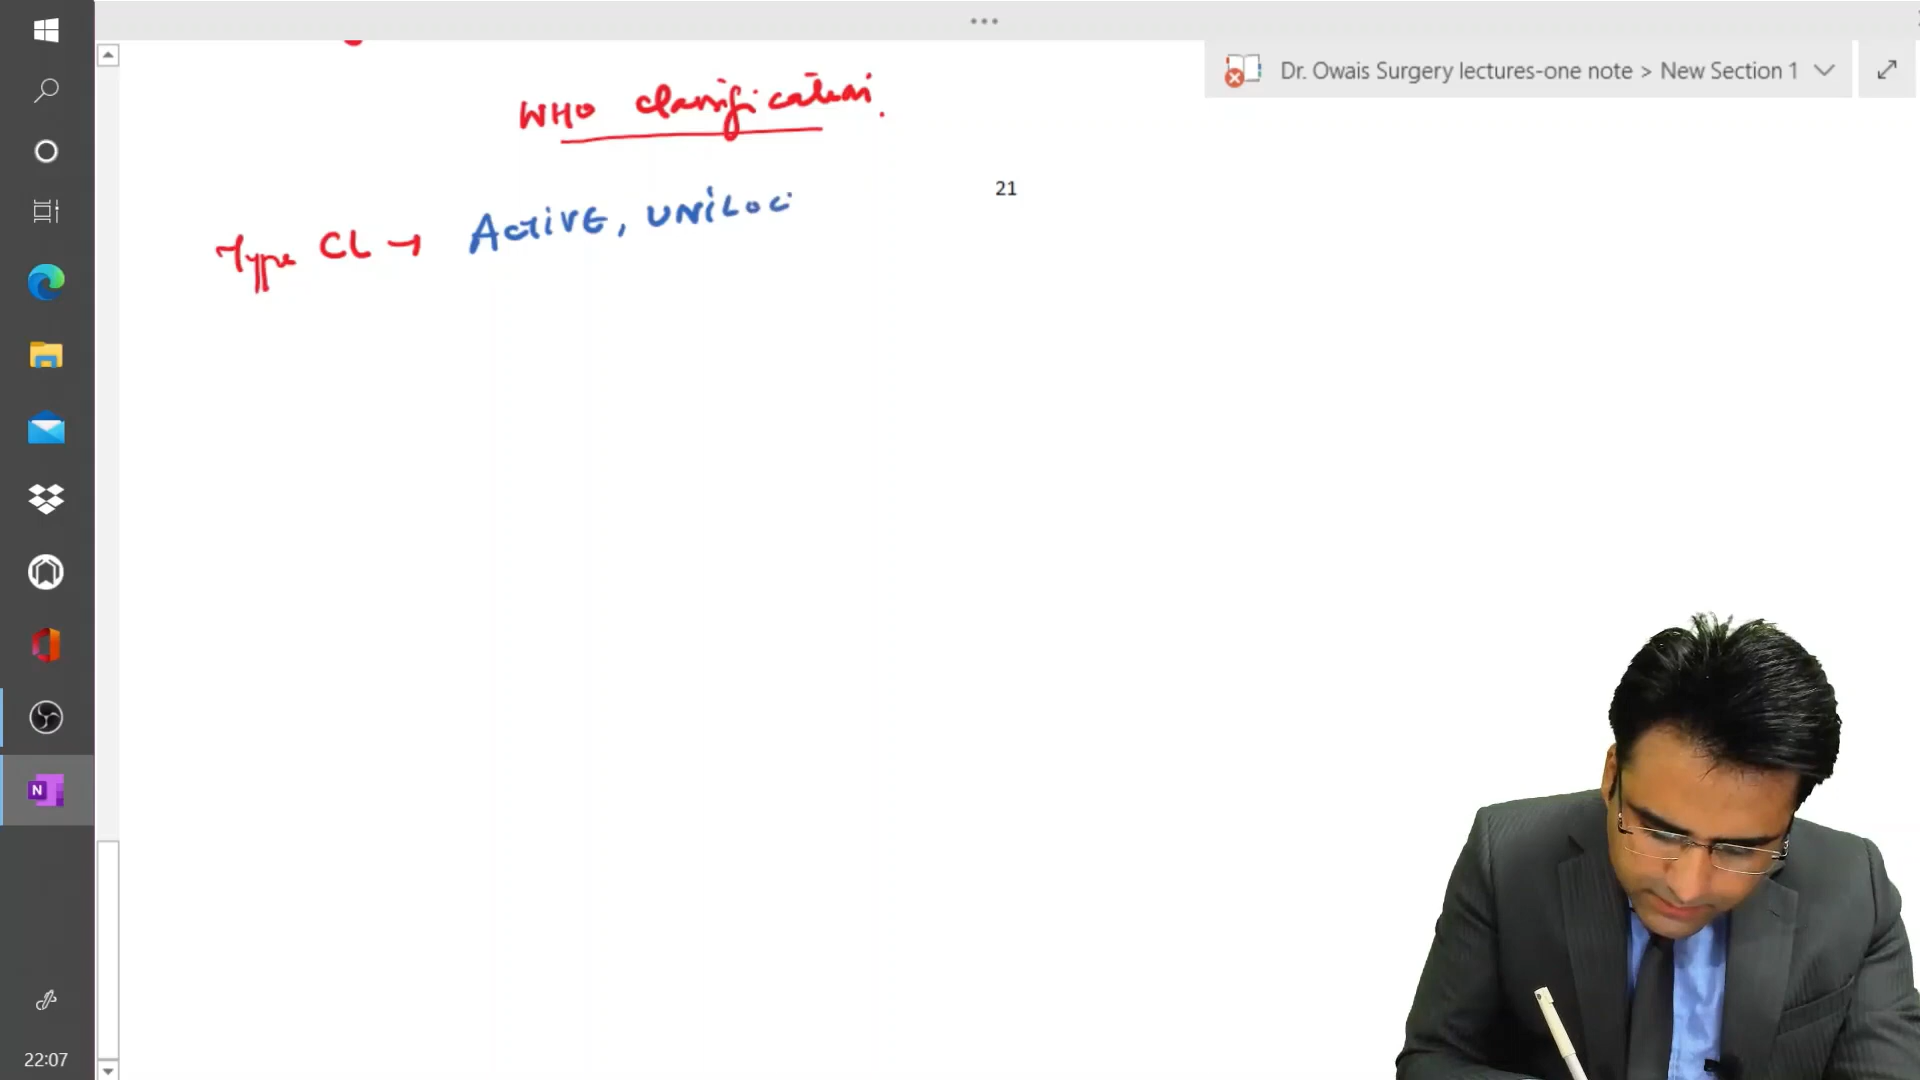 Dr. Owais Surgery lectures-one note > New Section 1
WHO classification.
21
Type CL → ACTIVE, UNILOC
N
22:07